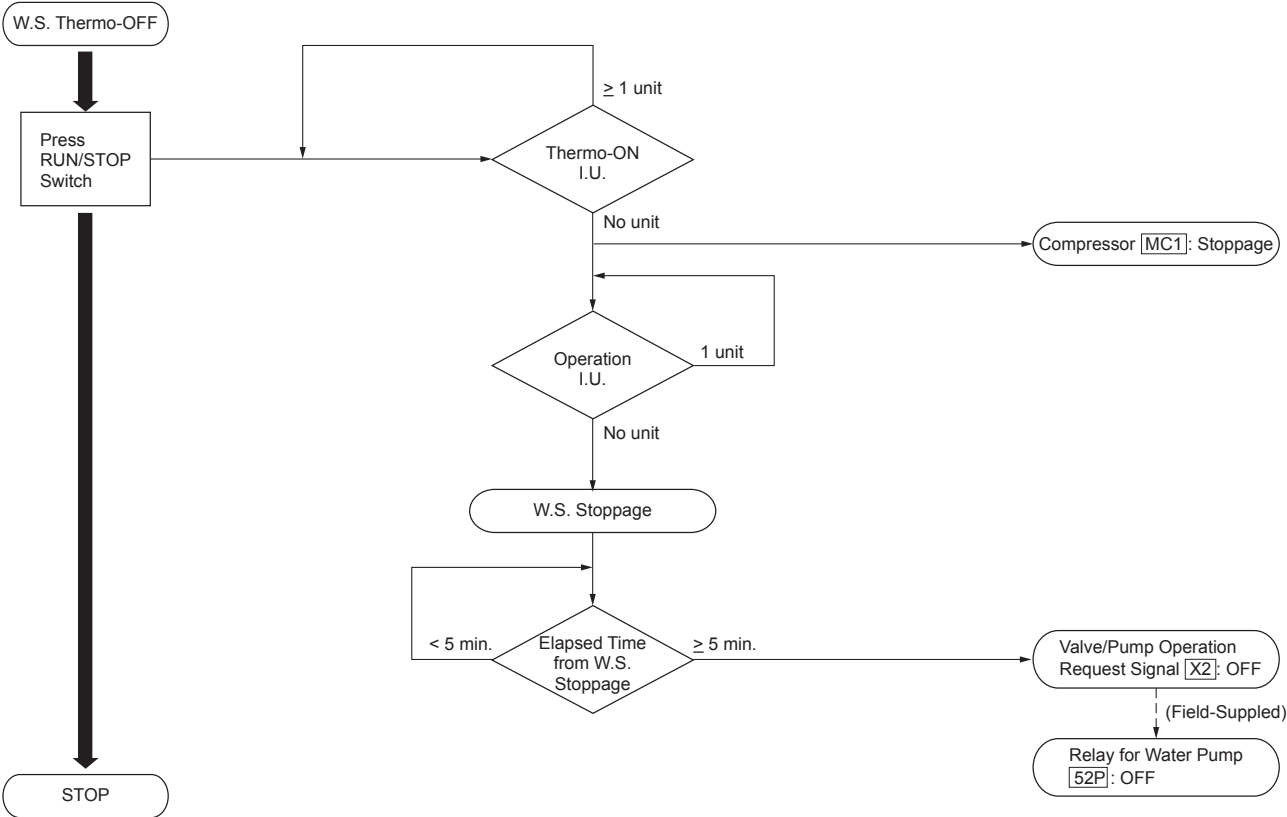 W.S. Thermo-OFF
≥ 1 unit
Press
RUN/STOP
Switch
Thermo-ON
I.U.
No unit
Compressor MC1: Stoppage
Operation
I.U.
1 unit
No unit
W.S. Stoppage
< 5 min.
Elapsed Time
from W.S.
Stoppage
≥ 5 min.
Valve/Pump Operation
Request Signal X2: OFF
(Field-Suppled)
Relay for Water Pump
52P: OFF
STOP